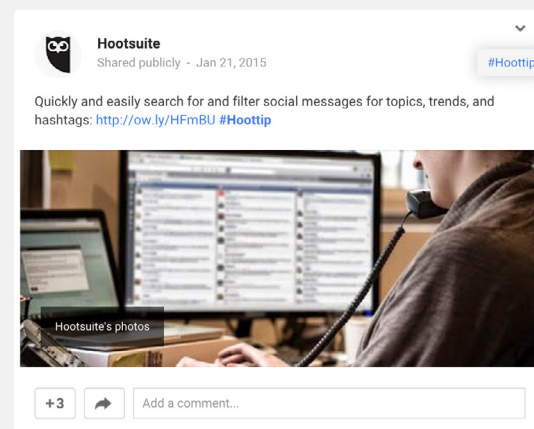 Hootsuite
Shared publicly - Jan 21, 2015
#Hoottip
Quickly and easily search for and filter social messages for topics, trends, and
hashtags: http://ow.ly/HFmBU #Hoottip
Hootsuite's photos
+3
Add a comment...